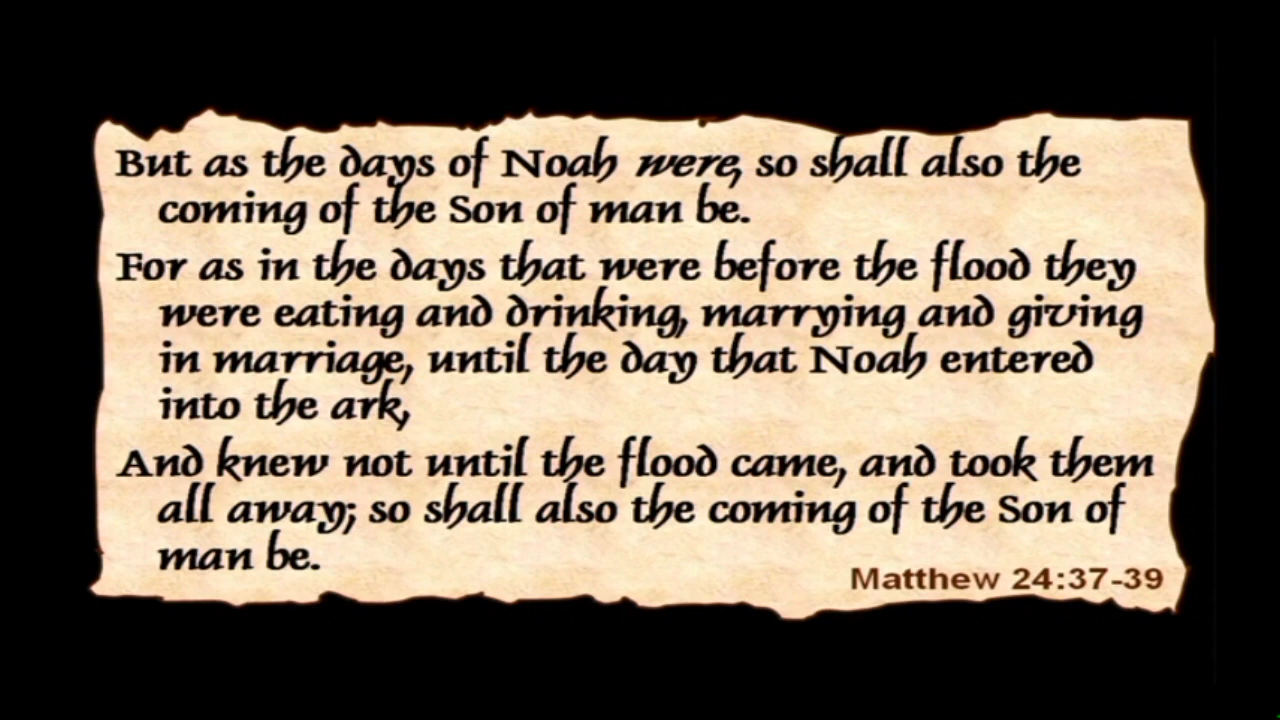 But as the days of Noah were, so shall also the
coming of the Son of man be.
For as in the days that were before the flood they
were eating and drinking, marrying and giving
in marriage, until the day that Noah entered
into the ark,
And knew not until the flood came, and took them
all away; so shall also the coming of the Son of
man be.
Matthew 24:37-39